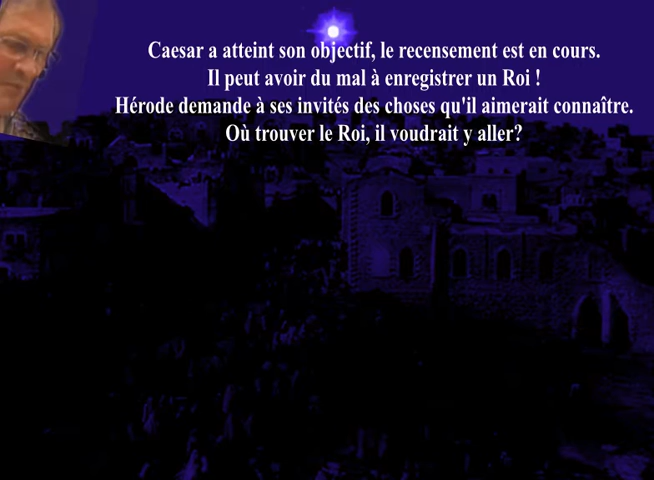 Caesar a atteint son objectif, le recensement est en cours.
Il peut avoir du mal à enregistrer un Roi !
Hérode demande à ses invités des choses qu'il aimerait connaître.
Où trouver le Roi, il voudrait y aller?